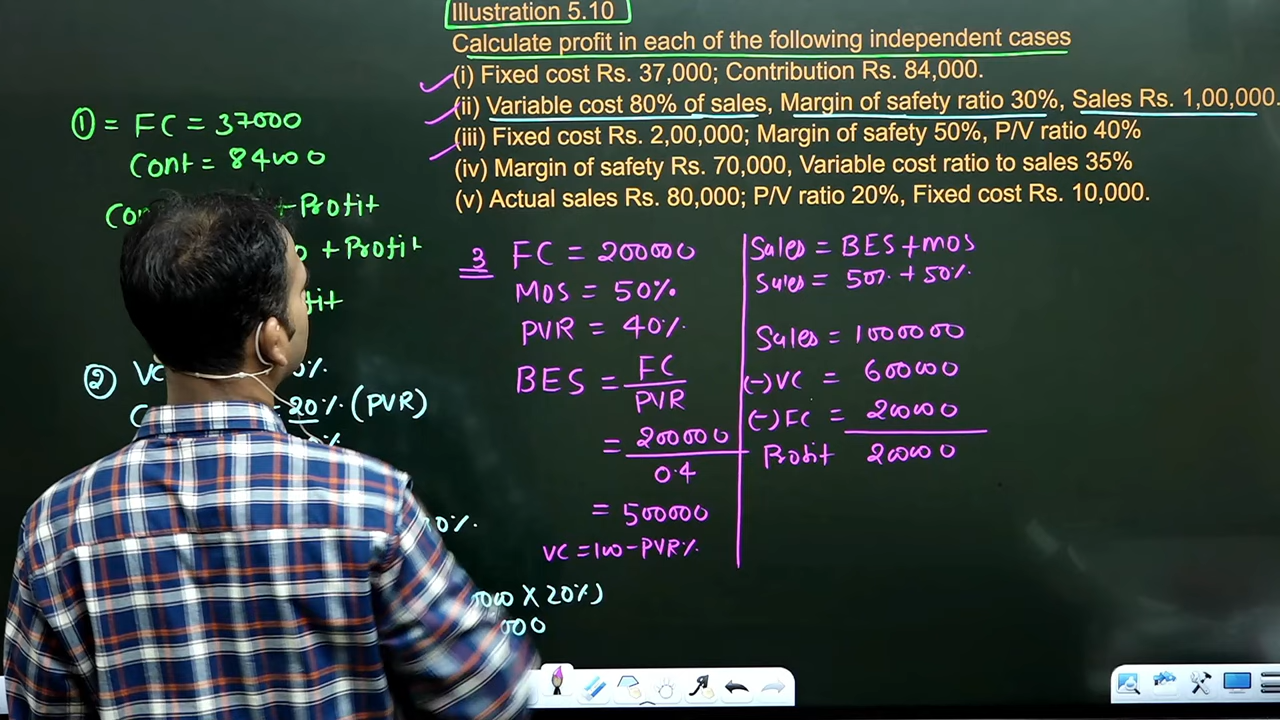 Illustration 5.10
Calculate profit in each of the following independent cases
(i) Fixed cost Rs. 37,000; Contribution Rs. 84,000.
(ii) Variable cost 80% of sales, Margin of safety ratio 30%, Sales Rs. 1,00,000.
(iii) Fixed cost Rs. 2,00,000; Margin of safety 50%, P/V ratio 40%
(iv) Margin of safety Rs. 70,000, Variable cost ratio to sales 35%
(v) Actual sales Rs. 80,000; P/V ratio 20%, Fixed cost Rs. 10,000.
① = FC = 37000
Cont = 84000
+Profit
+ Profit
② VC
= 20% (PVR)
000 X 20%)
000
3 FC = 200000
MOS = 50%
PVR = 40%
BES = FC
PVR
= 200000
0.4
= 500000
VC = 100 - PVR%
Sales = BES + MOS
Sales = 50% + 50%
Sales = 1000000
(-) VC = 600000
(-) FC = 200000
Profit 200000